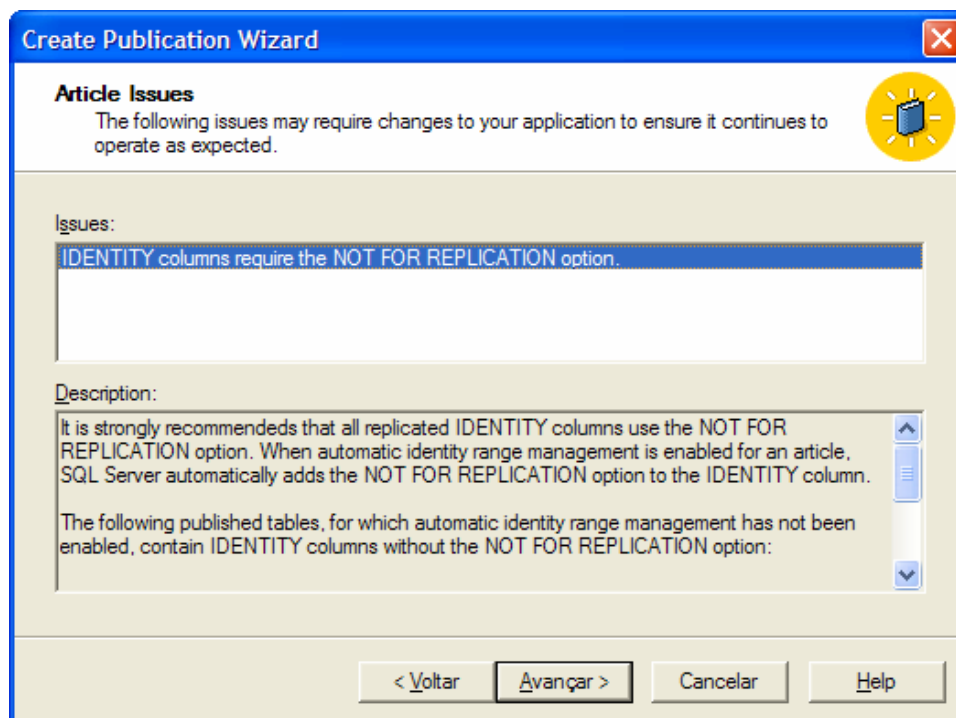 Create Publication Wizard
Article Issues
The following issues may require changes to your application to ensure it continues to
operate as expected.
Issues:
IDENTITY columns require the NOT FOR REPLICATION option.
Description:
It is strongly recommendeds that all replicated IDENTITY columns use the NOT FOR
REPLICATION option. When automatic identity range management is enabled for an article,
SQL Server automatically adds the NOT FOR REPLICATION option to the IDENTITY column.
The following published tables, for which automatic identity range management has not been
enabled, contain IDENTITY columns without the NOT FOR REPLICATION option:
< Voltar Avançar > Cancelar Help